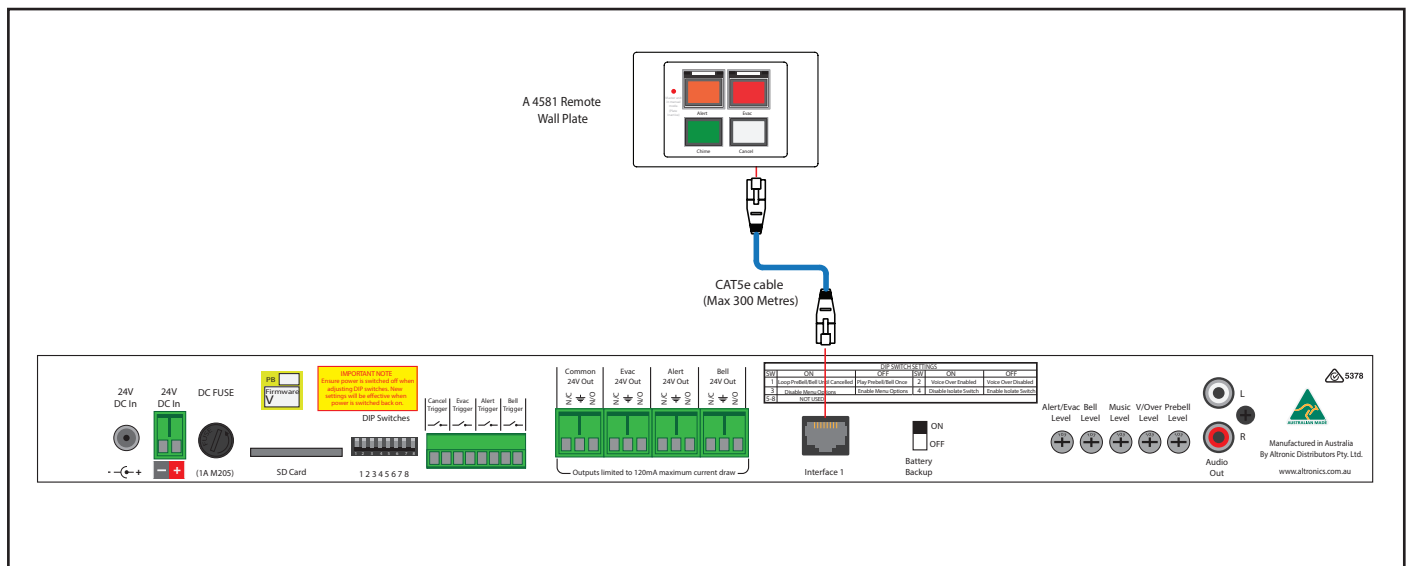 A 4581 Remote
Wall Plate
Alert
Evac
Chime
Cancel
CAT5e cable
(Max 300 Metres)
24V
DC In
- +
24V
DC In
− +
DC FUSE
(1A M205)
PB
Firmware
V
SD Card
IMPORTANT NOTE
Ensure power is switched off when
adjusting DIP switches. New
settings will be effective when
power is switched back on.
DIP Switches
1 2 3 4 5 6 7 8
Cancel
Trigger
Evac
Trigger
Alert
Trigger
Bell
Trigger
Common
24V Out
N/C N/O
Evac
24V Out
N/C N/O
Alert
24V Out
N/C N/O
Bell
24V Out
N/C N/O
Outputs limited to 120mA maximum current draw
DIP SWITCH SETTINGS
SW ON OFF SW ON OFF
1 Loop PreBell/Bell Until Cancelled Play Prebell/Bell Once 2 Voice Over Enabled Voice Over Disabled
3 Disable Menu Options Enable Menu Options 4 Disable Isolate Switch Enable Isolate Switch
5-8 NOT USED
Interface 1
ON
OFF
Battery
Backup
Alert/Evac
Level
Bell
Level
Music
Level
V/Over
Level
Prebell
Level
L
R
Audio
Out
AUSTRALIAN MADE
5378
Manufactured in Australia
By Altronic Distributors Pty. Ltd.
www.altronics.com.au